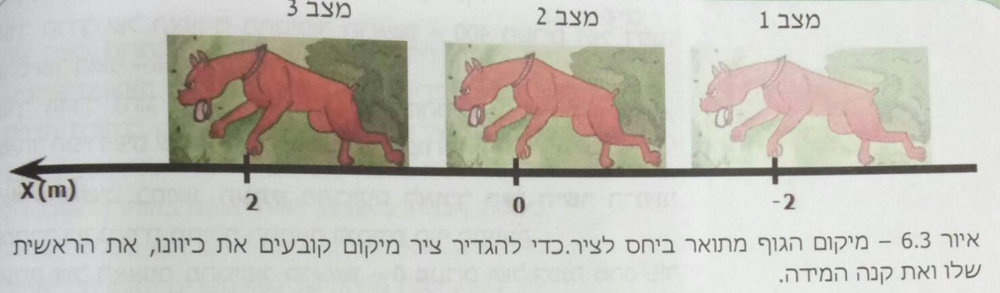 מצב 1
מצב 2
מצב 3
x(m)
2
0
-2
איור 6.3 – מיקום הגוף מתואר ביחס לציר.כדי להגדיר ציר מיקום קובעים את כיוונו, את הראשית
שלו ואת קנה המידה.